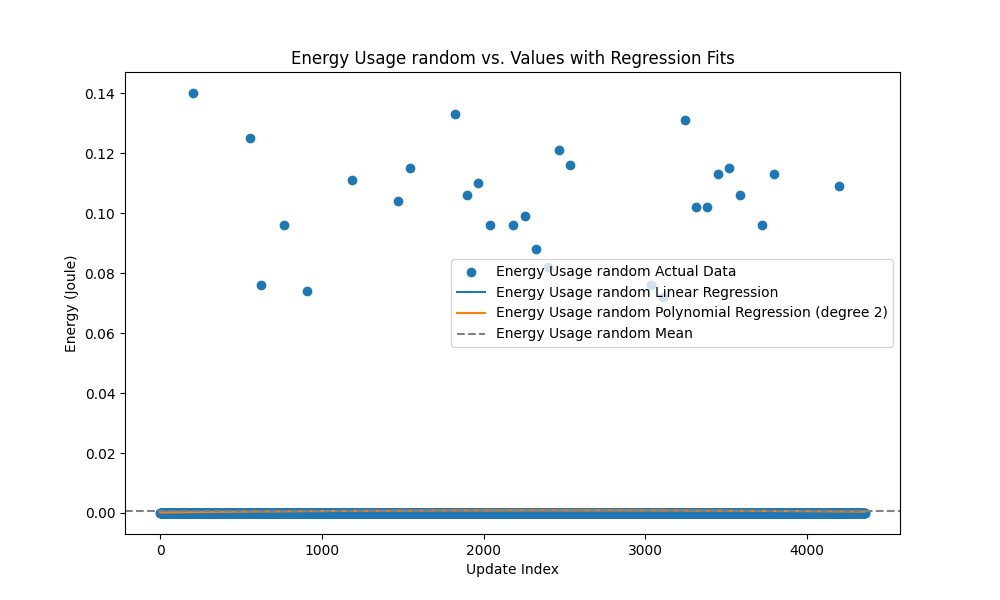 Energy Usage random vs. Values with Regression Fits
Energy (Joule)
0.14
0.12
0.10
0.08
0.06
0.04
0.02
0.00
Energy Usage random Actual Data
Energy Usage random Linear Regression
Energy Usage random Polynomial Regression (degree 2)
Energy Usage random Mean
0
1000
2000
3000
4000
Update Index